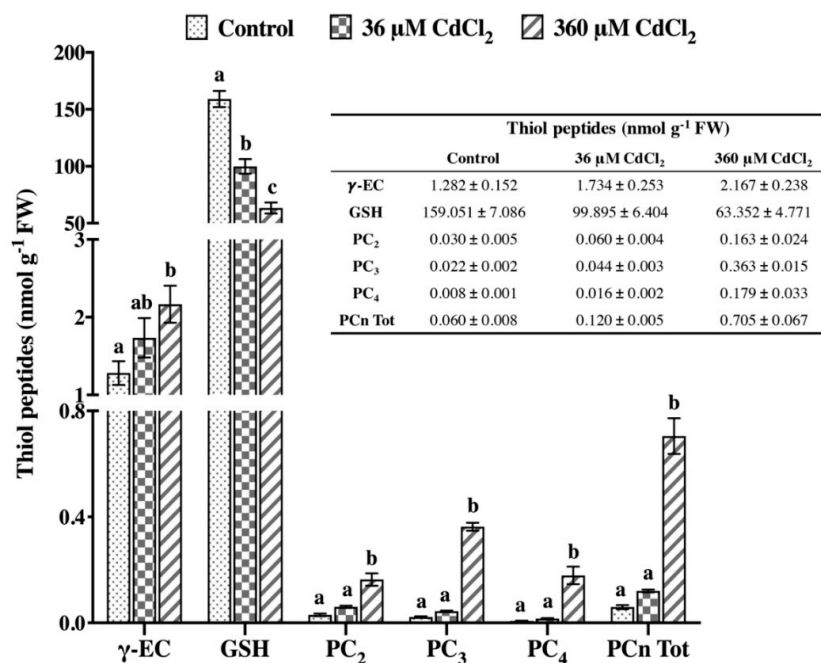 Control 36 μM CdCl₂ 360 μM CdCl₂
Thiol peptides (nmol g⁻¹ FW)
200
150
100
50
3
2
1
0.8
0.4
0.0
a
ab
b
a
b
c
a
a
b
a
a
b
a
a
b
a
a
b
γ-EC GSH PC₂ PC₃ PC₄ PCn Tot
Thiol peptides (nmol g⁻¹ FW)
Control 36 μM CdCl₂ 360 μM CdCl₂
γ-EC 1.282 ± 0.152 1.734 ± 0.253 2.167 ± 0.238
GSH 159.051 ± 7.086 99.895 ± 6.404 63.352 ± 4.771
PC₂ 0.030 ± 0.005 0.060 ± 0.004 0.163 ± 0.024
PC₃ 0.022 ± 0.002 0.044 ± 0.003 0.363 ± 0.015
PC₄ 0.008 ± 0.001 0.016 ± 0.002 0.179 ± 0.033
PCn Tot 0.060 ± 0.008 0.120 ± 0.005 0.705 ± 0.067